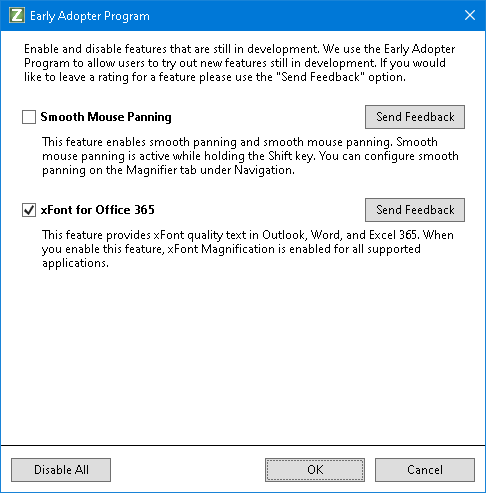 Z Early Adopter Program
Enable and disable features that are still in development. We use the Early Adopter
Program to allow users to try out new features still in development. If you would
like to leave a rating for a feature please use the "Send Feedback" option.
Smooth Mouse Panning
Send Feedback
This feature enables smooth panning and smooth mouse panning. Smooth
mouse panning is active while holding the Shift key. You can configure smooth
panning on the Magnifier tab under Navigation.
xFont for Office 365
Send Feedback
This feature provides xFont quality text in Outlook, Word, and Excel 365. When
you enable this feature, xFont Magnification is enabled for all supported
applications.
Disable All
OK
Cancel